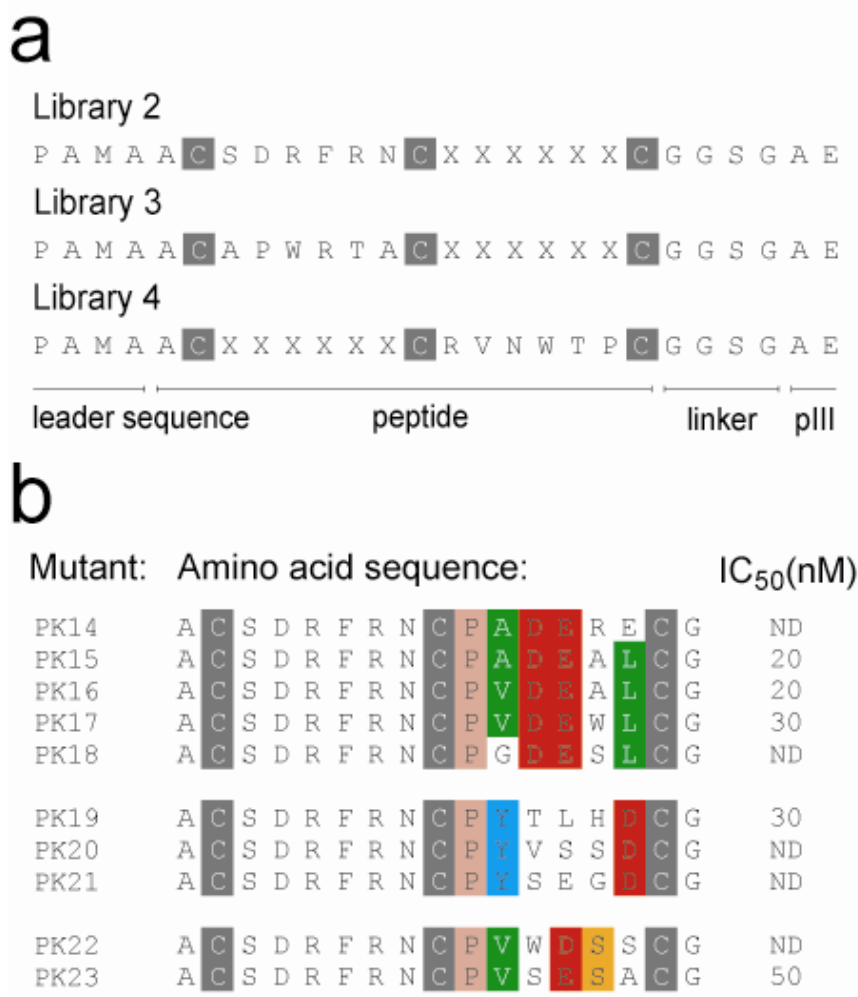 a
Library 2
P A M A A C S D R F R N C X X X X X X C G G S G A E
Library 3
P A M A A C A P W R T A C X X X X X X C G G S G A E
Library 4
P A M A A C X X X X X X C R V N W T P C G G S G A E
leader sequence peptide linker pIII
b
Mutant: Amino acid sequence: IC50(nM)
PK14 A C S D R F R N C P A D E R E C G ND
PK15 A C S D R F R N C P A D E A L C G 20
PK16 A C S D R F R N C P V D E A L C G 20
PK17 A C S D R F R N C P V D E W L C G 30
PK18 A C S D R F R N C P G D E S L C G ND
PK19 A C S D R F R N C P Y T L H D C G 30
PK20 A C S D R F R N C P Y V S S D C G ND
PK21 A C S D R F R N C P Y S E G D C G ND
PK22 A C S D R F R N C P V W D S S C G ND
PK23 A C S D R F R N C P V S E S A C G 50